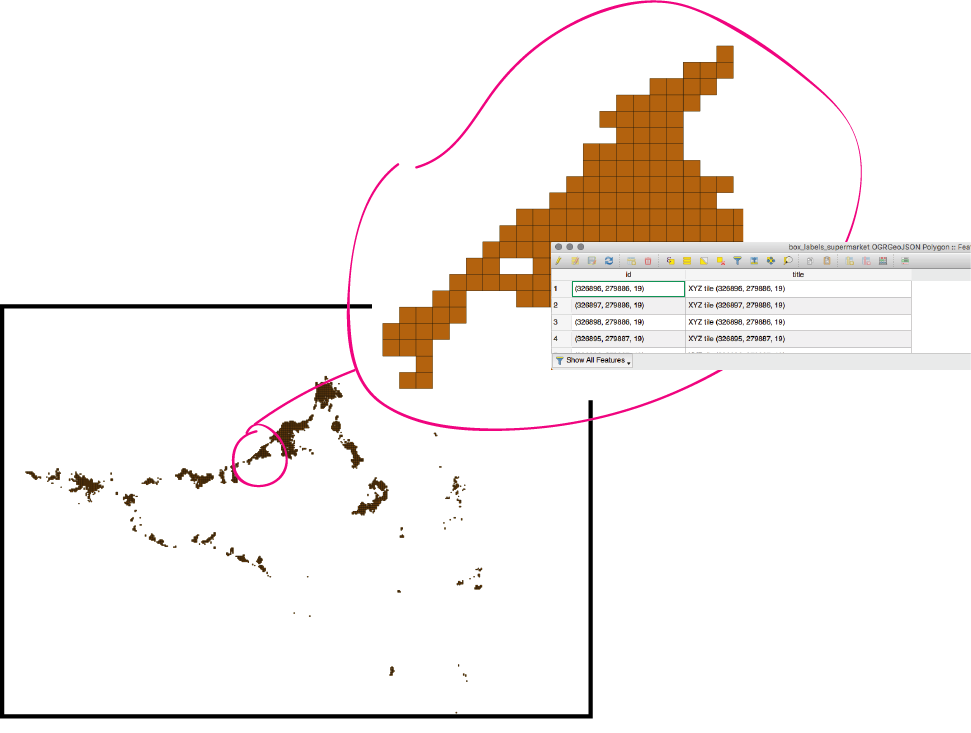 box_labels_supermarket OGRGeoJSON Polygon :: Fea
id title
1 (326896, 279886, 19) XYZ tile (326896, 279886, 19)
2 (326897, 279886, 19) XYZ tile (326897, 279886, 19)
3 (326898, 279886, 19) XYZ tile (326898, 279886, 19)
4 (326895, 279887, 19) XYZ tile (326895, 279887, 19)
Show All Features